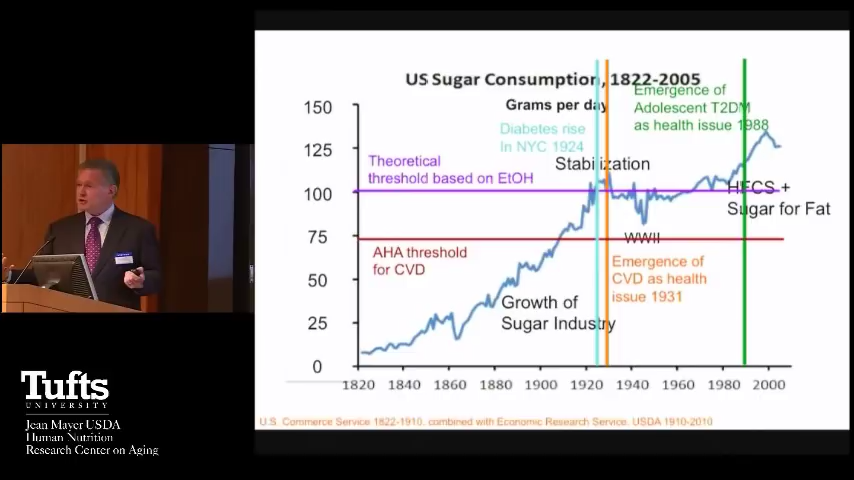 US Sugar Consumption, 1822-2005
Grams per day
Emergence of
Adolescent T2DM
as health issue 1988
Diabetes rise
In NYC 1924
Stabilization
Theoretical
threshold based on EtOH
HFCS +
Sugar for Fat
WWII
AHA threshold
for CVD
Emergence of
CVD as health
issue 1931
Growth of
Sugar Industry
150
125
100
75
50
25
0
1820 1840 1860 1880 1900 1920 1940 1960 1980 2000
U.S. Commerce Service 1822-1910, combined with Economic Research Service, USDA 1910-2010
Tufts
UNIVERSITY
Jean Mayer USDA
Human Nutrition
Research Center on Aging